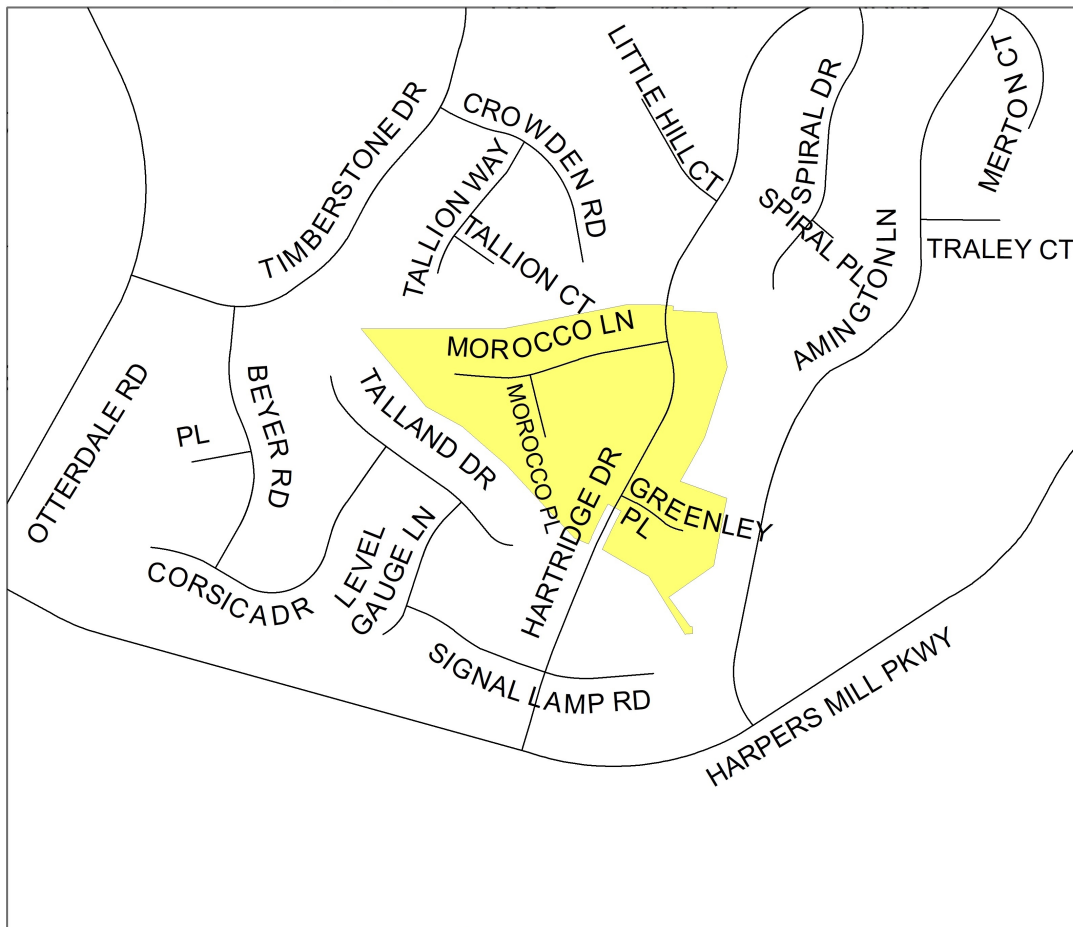 LITTLE HILL CT
MERTON CT
SPIRAL DR
TIMBERSTONE DR
CROWDEN RD
TALLION WAY
SPIRAL PL
TALLION CT
AMINGTON LN
TRALEY CT
MOROCCO LN
OTTERDALE RD
BEYER RD
PL
TALLAND DR
MOROCCO PL
HARTRIDGE DR
GREENLEY
PL
LEVEL
GAUGE LN
CORSICA DR
SIGNAL LAMP RD
HARPERS MILL PKWY